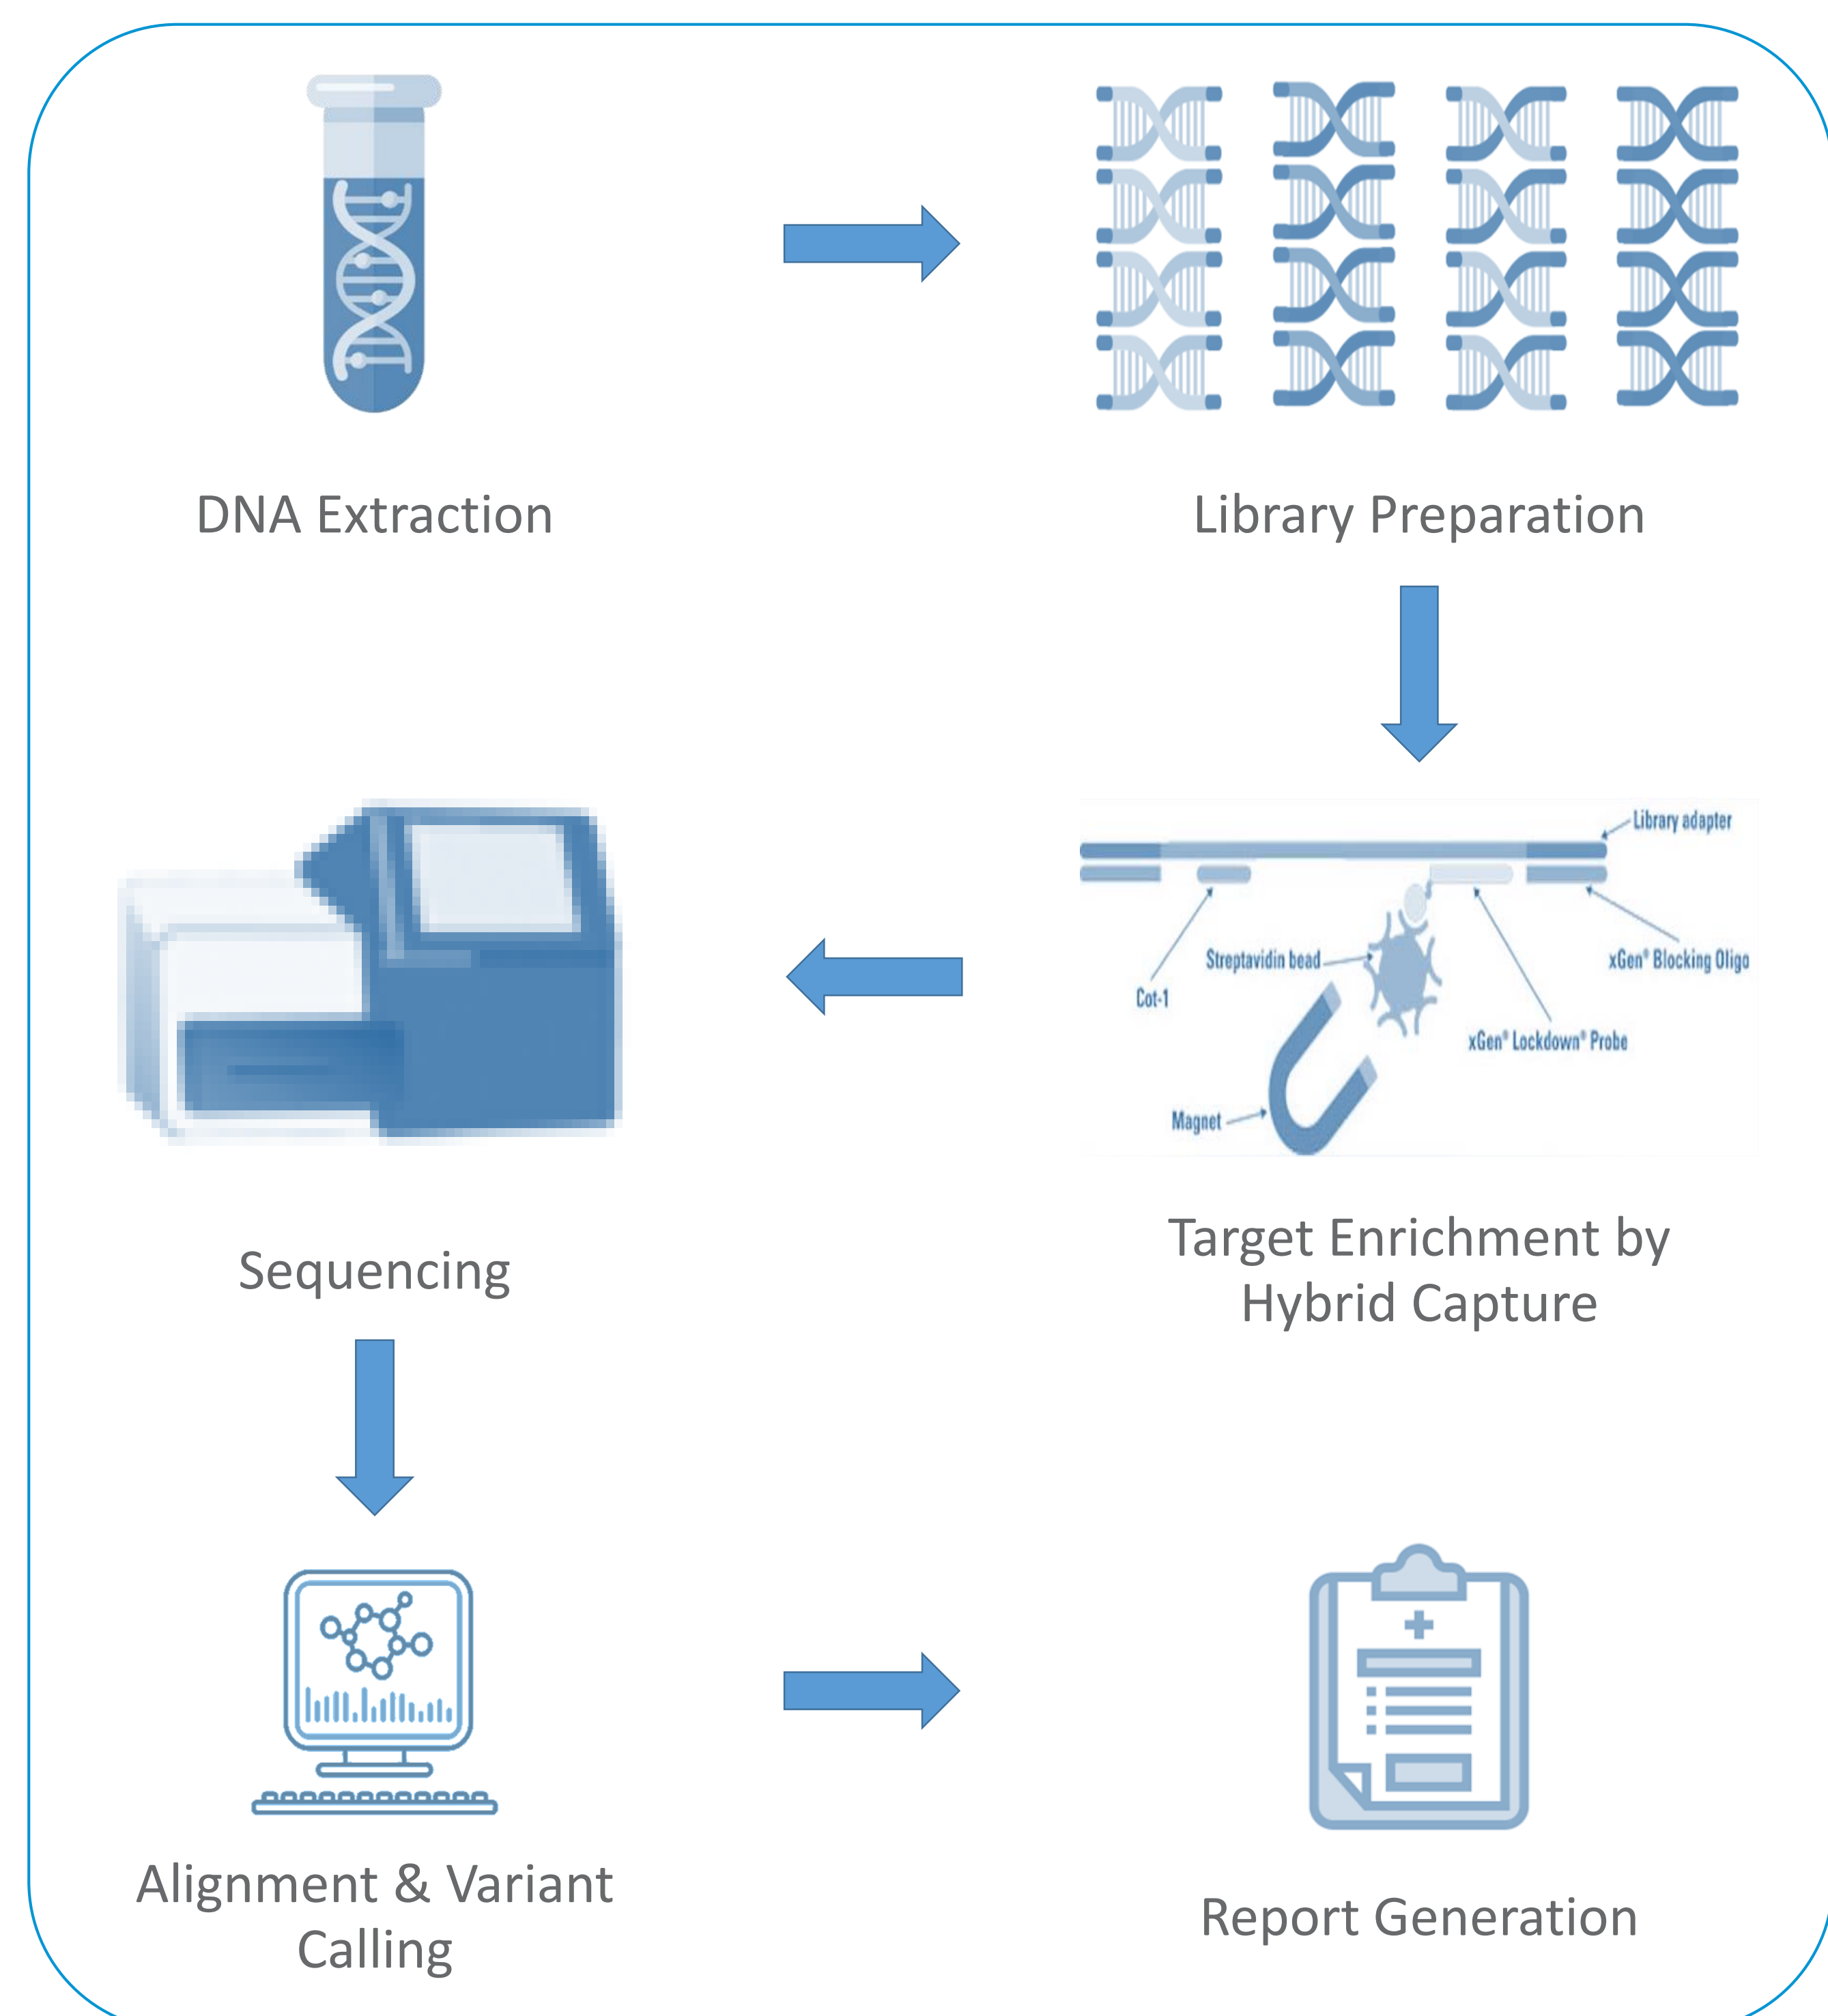 DNA Extraction
Library Preparation
Library adapter
Streptavidin bead
xGen® Blocking Oligo
Cot-1
xGen® Lockdown® Probe
Magnet
Target Enrichment by
Hybrid Capture
Sequencing
Alignment & Variant
Calling
Report Generation